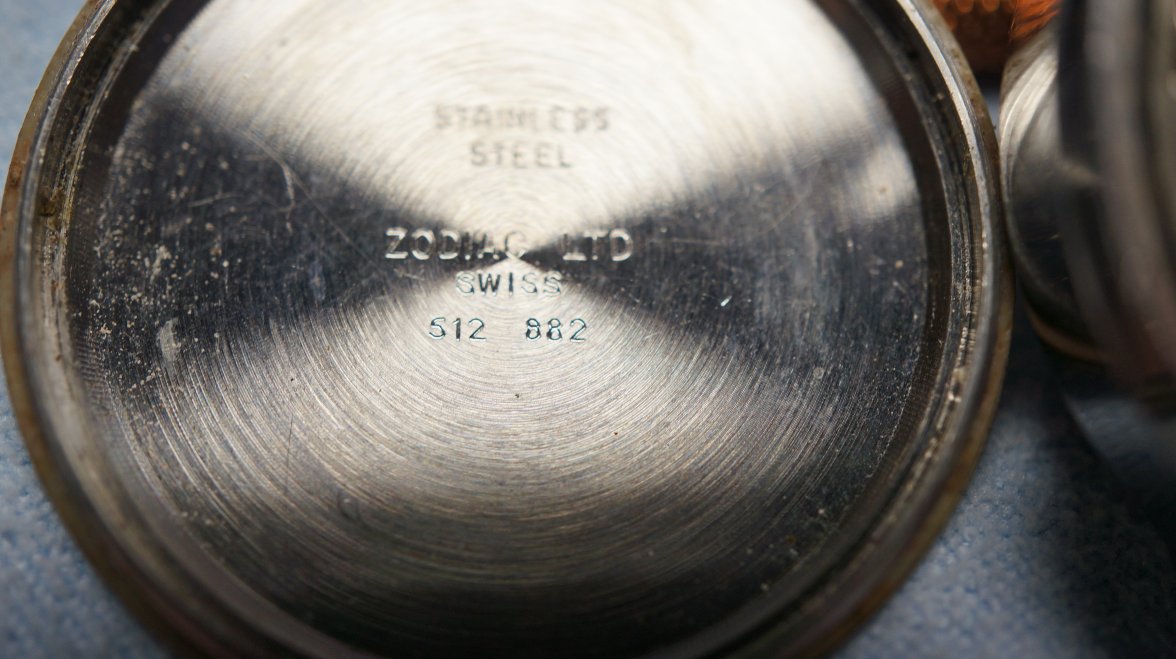 STAINLESS
STEEL
ZODIAC LTD
SWISS
512 882